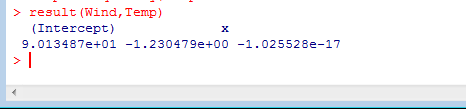 > result(Wind,Temp)
(Intercept) x
9.013487e+01 -1.230479e+00 -1.025528e-17
>